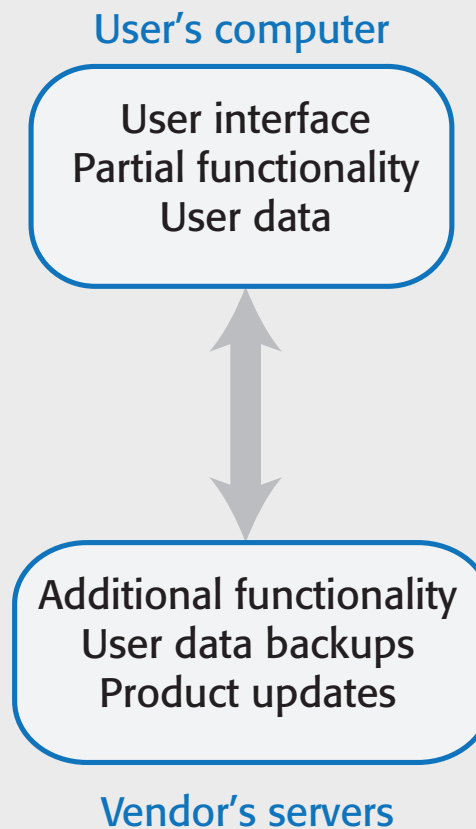 User’s computer
User interface
Partial functionality
User data
Additional functionality
User data backups
Product updates
Vendor’s servers